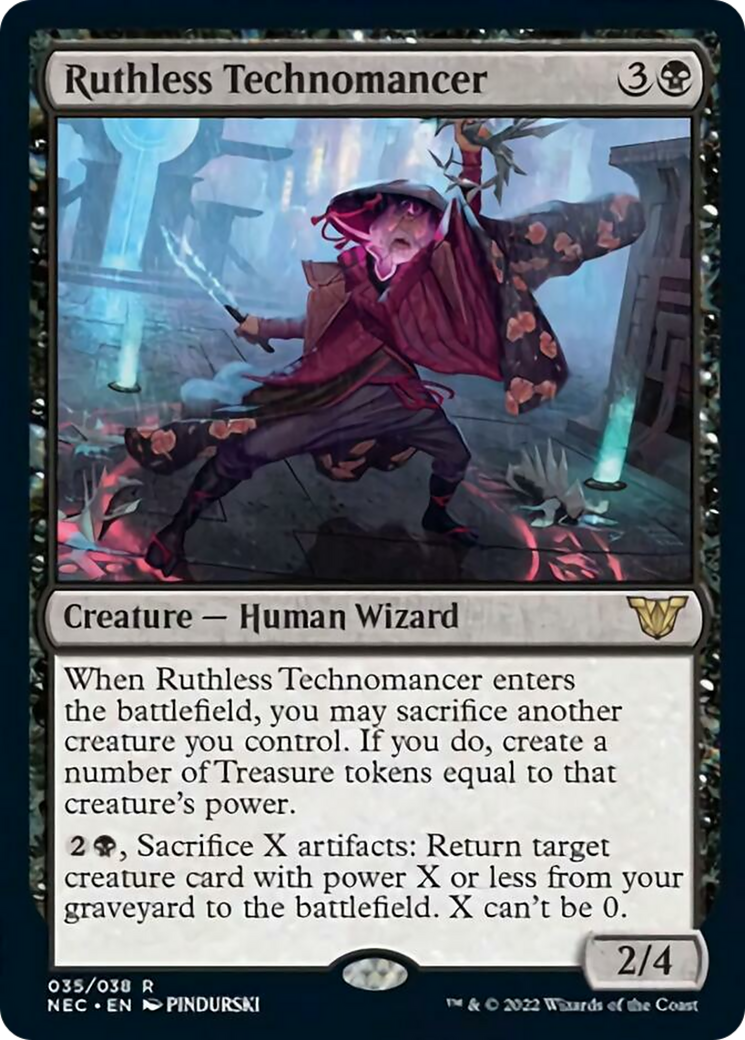 Ruthless Technomancer 3
Creature — Human Wizard
When Ruthless Technomancer enters
the battlefield, you may sacrifice another
creature you control. If you do, create a
number of Treasure tokens equal to that
creature's power.
2, Sacrifice X artifacts: Return target
creature card with power X or less from your
graveyard to the battlefield. X can't be 0.
2/4
035/038 R
NEC • EN PINDURSKI
™ & © 2022 Wizards of the Coast